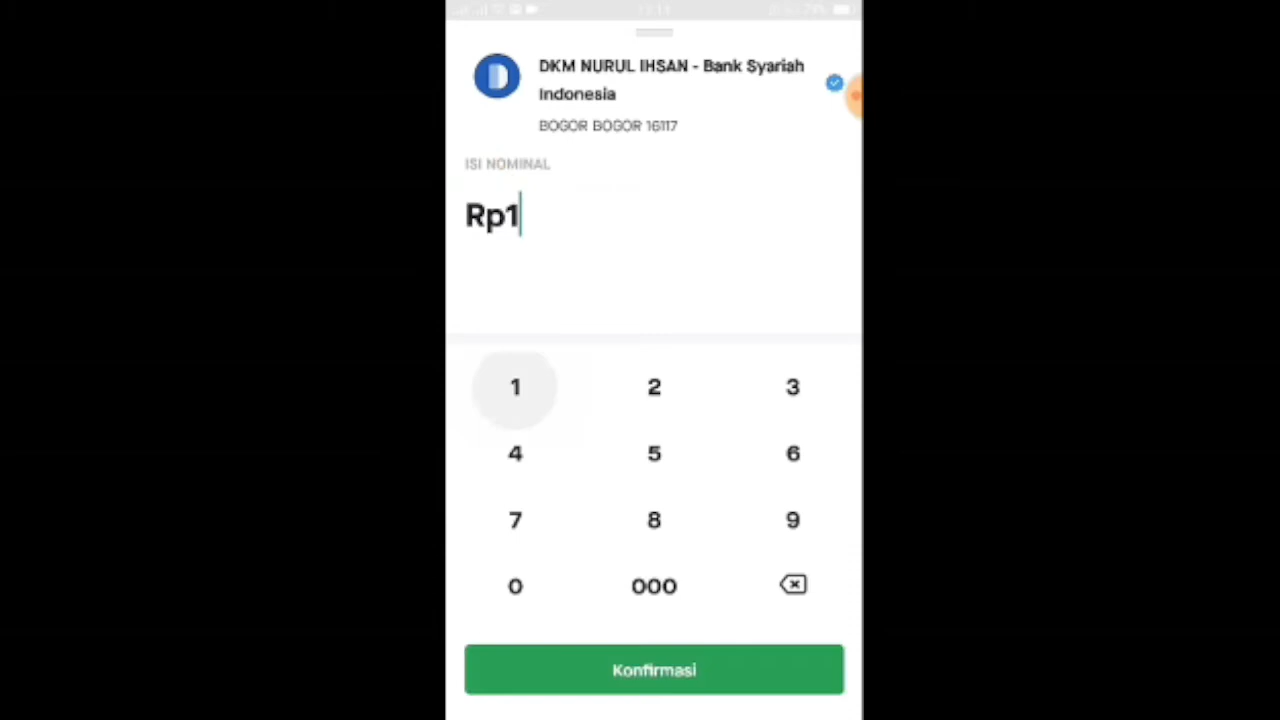 DKM NURUL IHSAN - Bank Syariah
Indonesia
BOGOR BOGOR 16117
ISI NOMINAL
Rp1
1 2 3
4 5 6
7 8 9
0 000
Konfirmasi